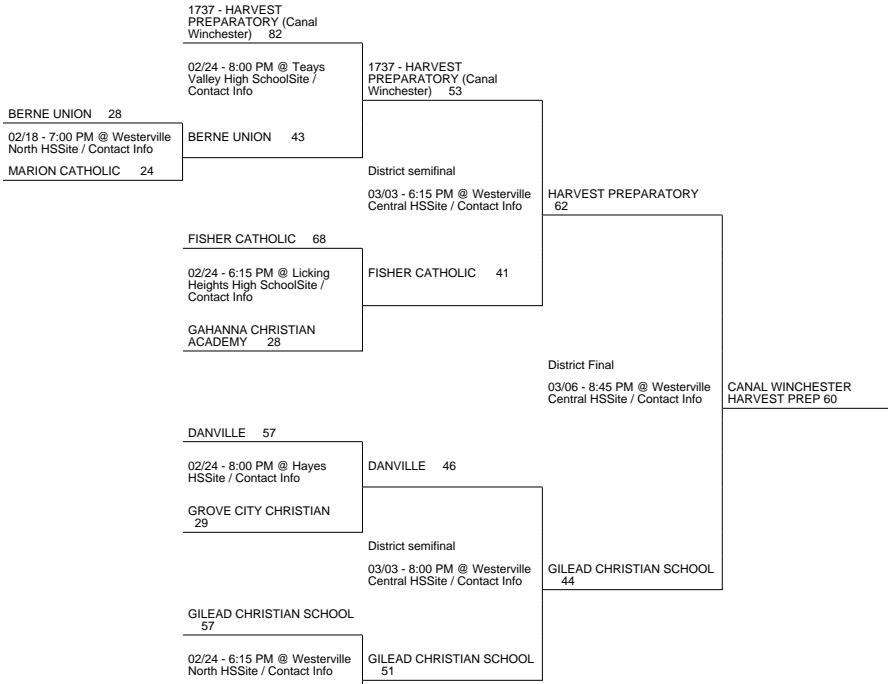 1737 - HARVEST
PREPARATORY (Canal
Winchester) 82
02/24 - 8:00 PM @ Teays
Valley High SchoolSite /
Contact Info
1737 - HARVEST
PREPARATORY (Canal
Winchester) 53
BERNE UNION 28
02/18 - 7:00 PM @ Westerville
North HSSite / Contact Info
BERNE UNION 43
MARION CATHOLIC 24
District semifinal
03/03 - 6:15 PM @ Westerville
Central HSSite / Contact Info
HARVEST PREPARATORY
62
FISHER CATHOLIC 68
02/24 - 6:15 PM @ Licking
Heights High SchoolSite /
Contact Info
FISHER CATHOLIC 41
GAHANNA CHRISTIAN
ACADEMY 28
District Final
03/06 - 8:45 PM @ Westerville
Central HSSite / Contact Info
CANAL WINCHESTER
HARVEST PREP 60
DANVILLE 57
02/24 - 8:00 PM @ Hayes
HSSite / Contact Info
DANVILLE 46
GROVE CITY CHRISTIAN
29
District semifinal
03/03 - 8:00 PM @ Westerville
Central HSSite / Contact Info
GILEAD CHRISTIAN SCHOOL
44
GILEAD CHRISTIAN SCHOOL
57
02/24 - 6:15 PM @ Westerville
North HSSite / Contact Info
GILEAD CHRISTIAN SCHOOL
51